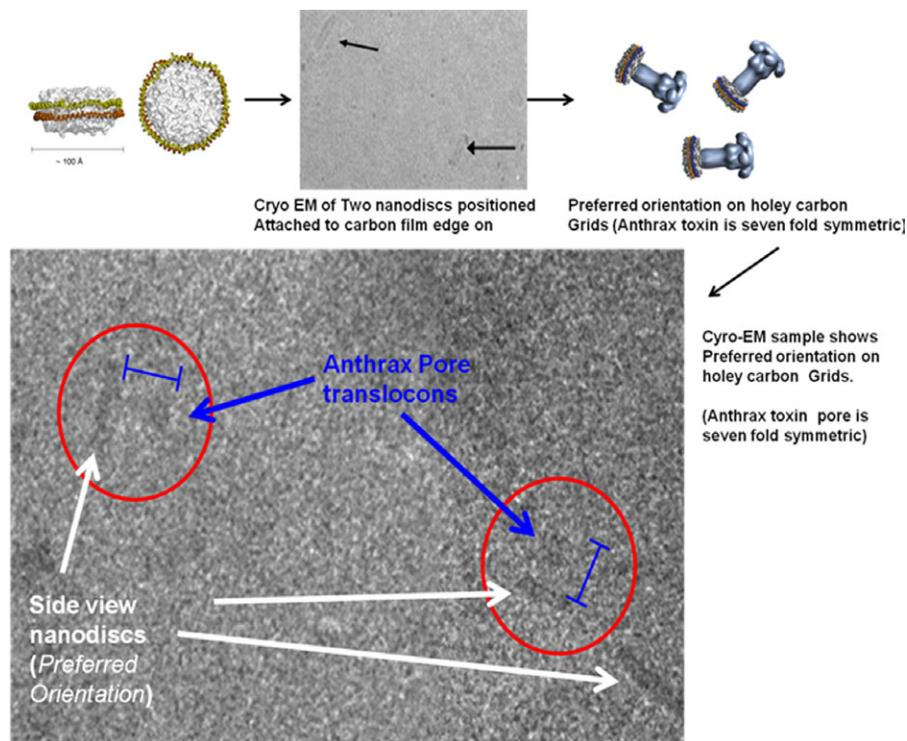 ~ 100 Å
Cryo EM of Two nanodiscs positioned
Attached to carbon film edge on
Preferred orientation on holey carbon
Grids (Anthrax toxin is seven fold symmetric)
Cyro-EM sample shows
Preferred orientation on
holey carbon Grids.
(Anthrax toxin pore is
seven fold symmetric)
Anthrax Pore
translocons
Side view
nanodiscs
(Preferred
Orientation)